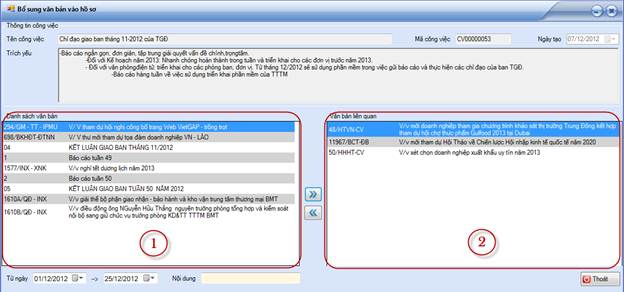 Bổ sung văn bản vào hồ sơ
Thông tin công việc
Tên công việc Chỉ đạo giao ban tháng 11-2012 của TGĐ Mã công việc CV00000053 Ngày tạo 07/12/2012
Trích yếu -Báo cáo ngắn gọn, đơn giản, tập trung giải quyết vấn đề chính,trọngtâm.
-Đối với Kế hoạch năm 2013: Nhanh chóng hoàn thành trong tuần và triển khai cho các đơn vị trước năm 2013.
- Đối với vănphòngđiện tử: triển khai cho các phòng ban, đơn vị. Từ tháng 12/2012 sẽ sử dụng phần mềm trong việc gửi báo cáo và thực hiện các chỉ đạo của ban TGĐ.
-Báo cáo hàng tuần về việc sử dụng triển khai phần mềm của TTTM
Danh sách văn bản
294/GM - TT - IPMU V/ V tham dự hội nghị công bố trang Web VietGAP - trồng trọt
698/BKHĐT-ĐTNN V/ V thư mời tham dự tọa đàm doanh nghiệp VN - LÀO
04 KẾT LUẬN GIAO BAN THÁNG 11/2012
1 Báo cáo tuần 49
1577/INX - XNK V/v nghỉ tết dương lịch năm 2013
2 Báo cáo tuần 50
05 KẾT LUẬN GIAO BAN TUẦN 50 NĂM 2012
1610A/QĐ - INX V/v giải thể bộ phận giao nhận - bảo hành và kho vận trung tâm thương mại BMT
1610B/QĐ - INX V/v điều động ông Nguyễn Hữu Thắng nguyên trưởng phòng tổng hợp và kiểm soát
nội bộ sang giữ chức vụ trưởng phòng KD&TT TTTM BMT
1
Văn bản liên quan
48/HTVN-CV V/v mời doanh nghiệp tham gia chương trình khảo sát thị trường Trung Đông kết hợp
tham dự hội chợ thực phẩm Gulfood 2013 tại Dubai
11967/BCT-ĐB V/v mời tham dự Hội Thảo về Chiến lược Hội nhập kinh tế quốc tế năm 2020
50/HHHT-CV V/v xét chọn doanh nghiệp xuất khẩu uy tín năm 2013
2
Từ ngày 01/12/2012 --> 25/12/2012 Nội dung Thoát